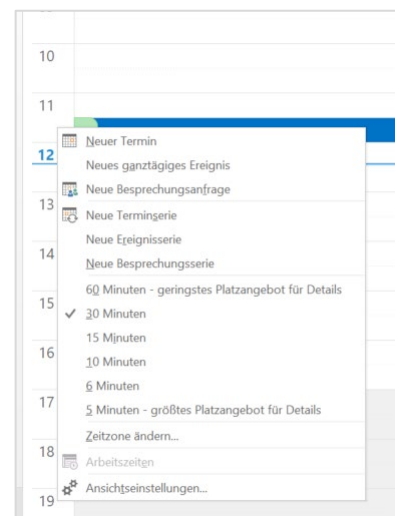 10
11
12
13
14
15
16
17
18
19
Neuer Termin
Neues ganztägiges Ereignis
Neue Besprechungsanfrage
Neue Terminserie
Neue Ereignisserie
Neue Besprechungsserie
60 Minuten - geringstes Platzangebot für Details
30 Minuten
15 Minuten
10 Minuten
6 Minuten
5 Minuten - größtes Platzangebot für Details
Zeitzone ändern...
Arbeitszeiten
Ansichtseinstellungen...